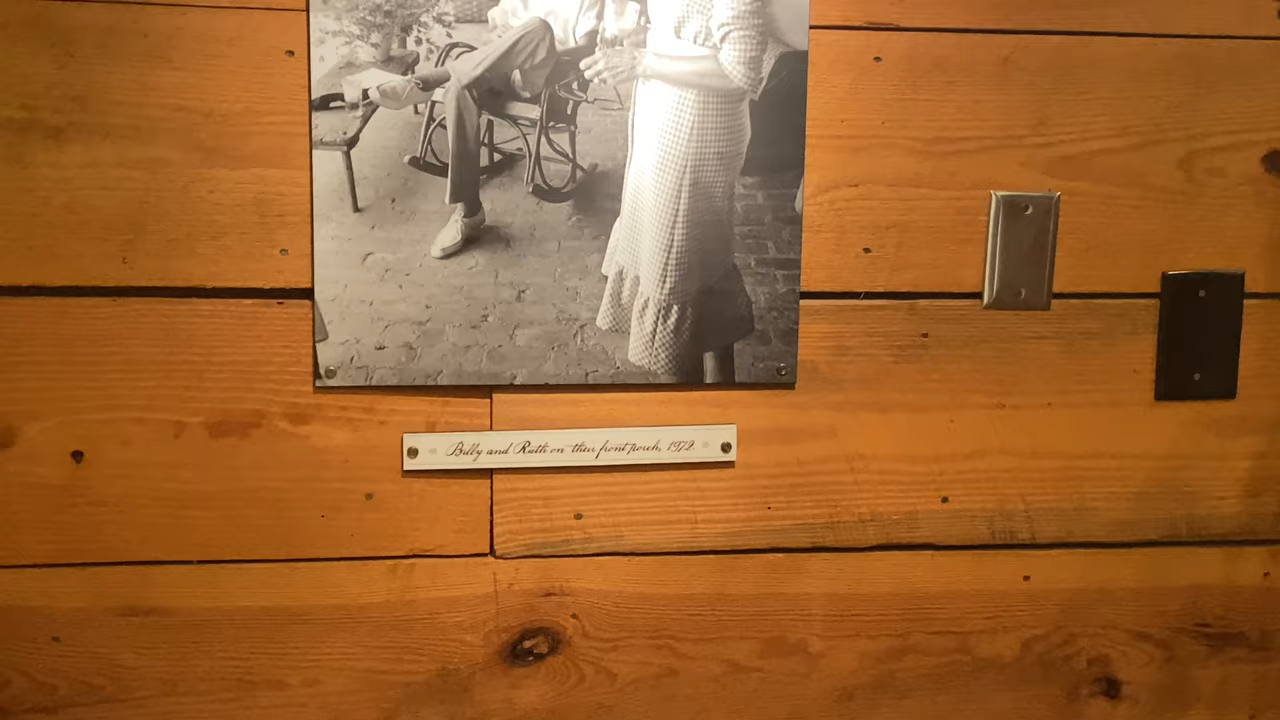 Billy and Ruth on their front porch, 1972.